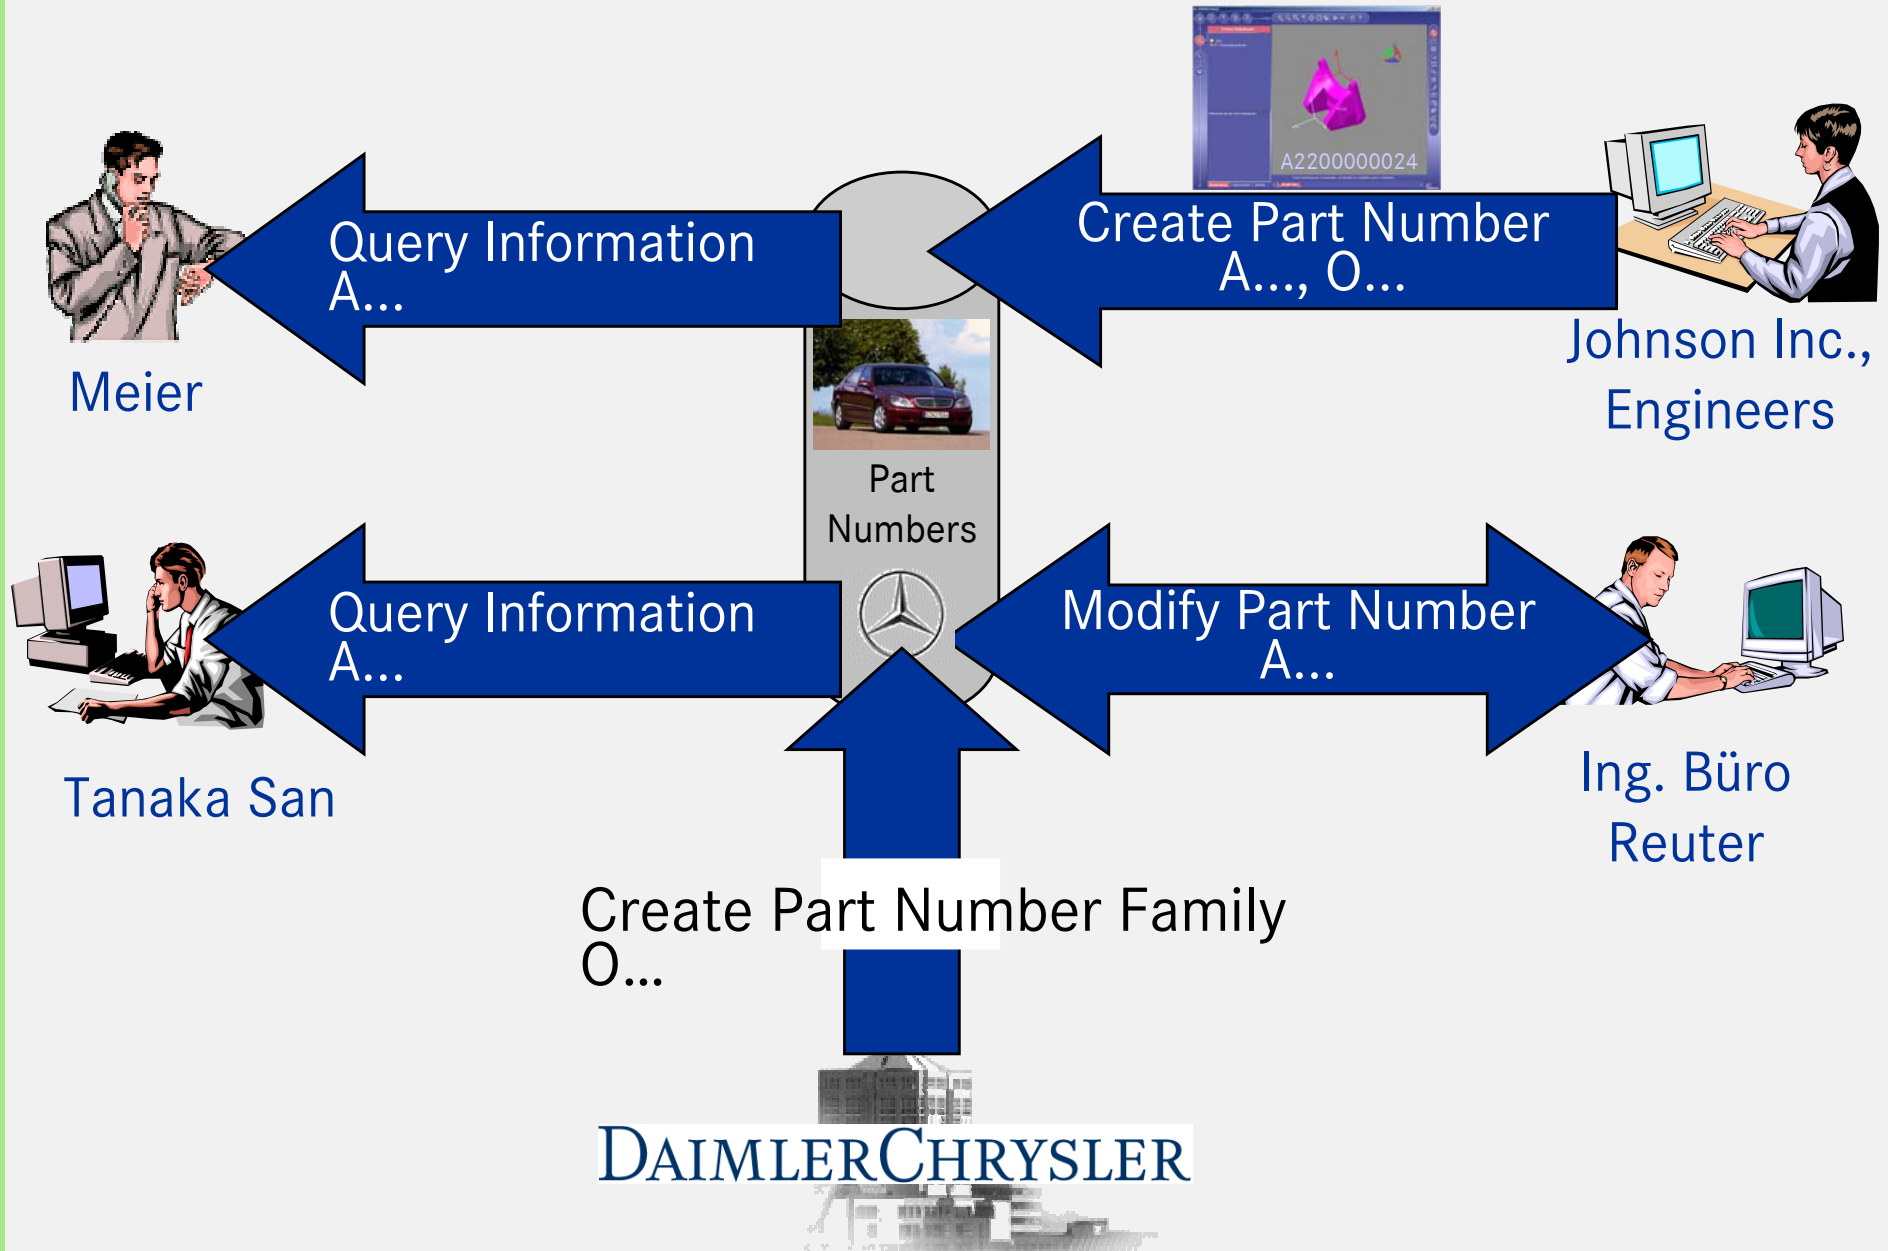 A2200000024
Query Information
A...
Create Part Number
A..., O...
Meier
Johnson Inc.,
Engineers
Part
Numbers
Query Information
A...
Modify Part Number
A...
Tanaka San
Ing. Büro
Reuter
Create Part Number Family
O...
DAIMLERCHRYSLER